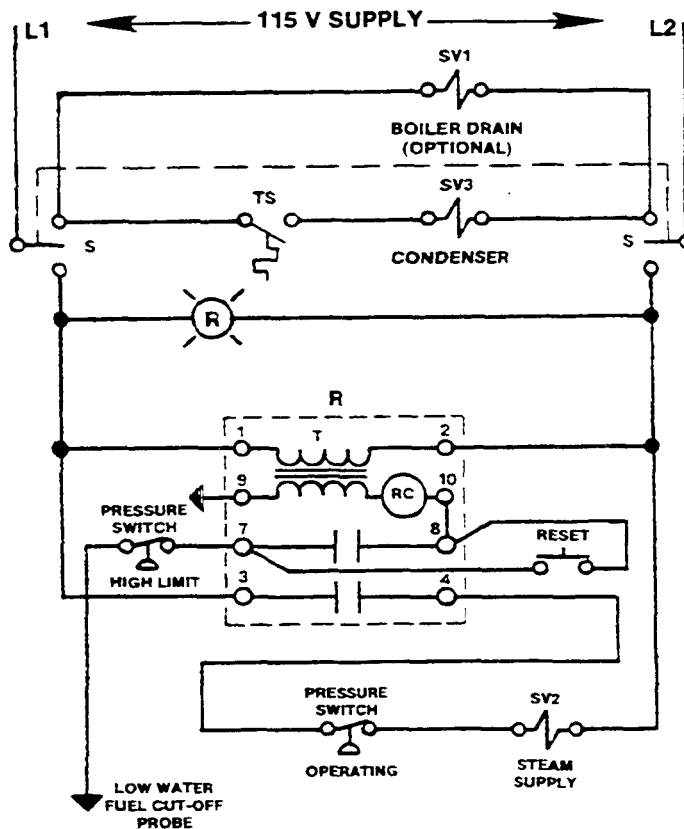 L1
115 V SUPPLY
L2
SV1
BOILER DRAIN
(OPTIONAL)
TS
SV3
S
S
CONDENSER
R
R
1
T
2
9
RC
10
PRESSURE
SWITCH
7
8
RESET
HIGH LIMIT
3
4
PRESSURE
SWITCH
SV2
OPERATING
STEAM
SUPPLY
LOW WATER
FUEL CUT-OFF
PROBE